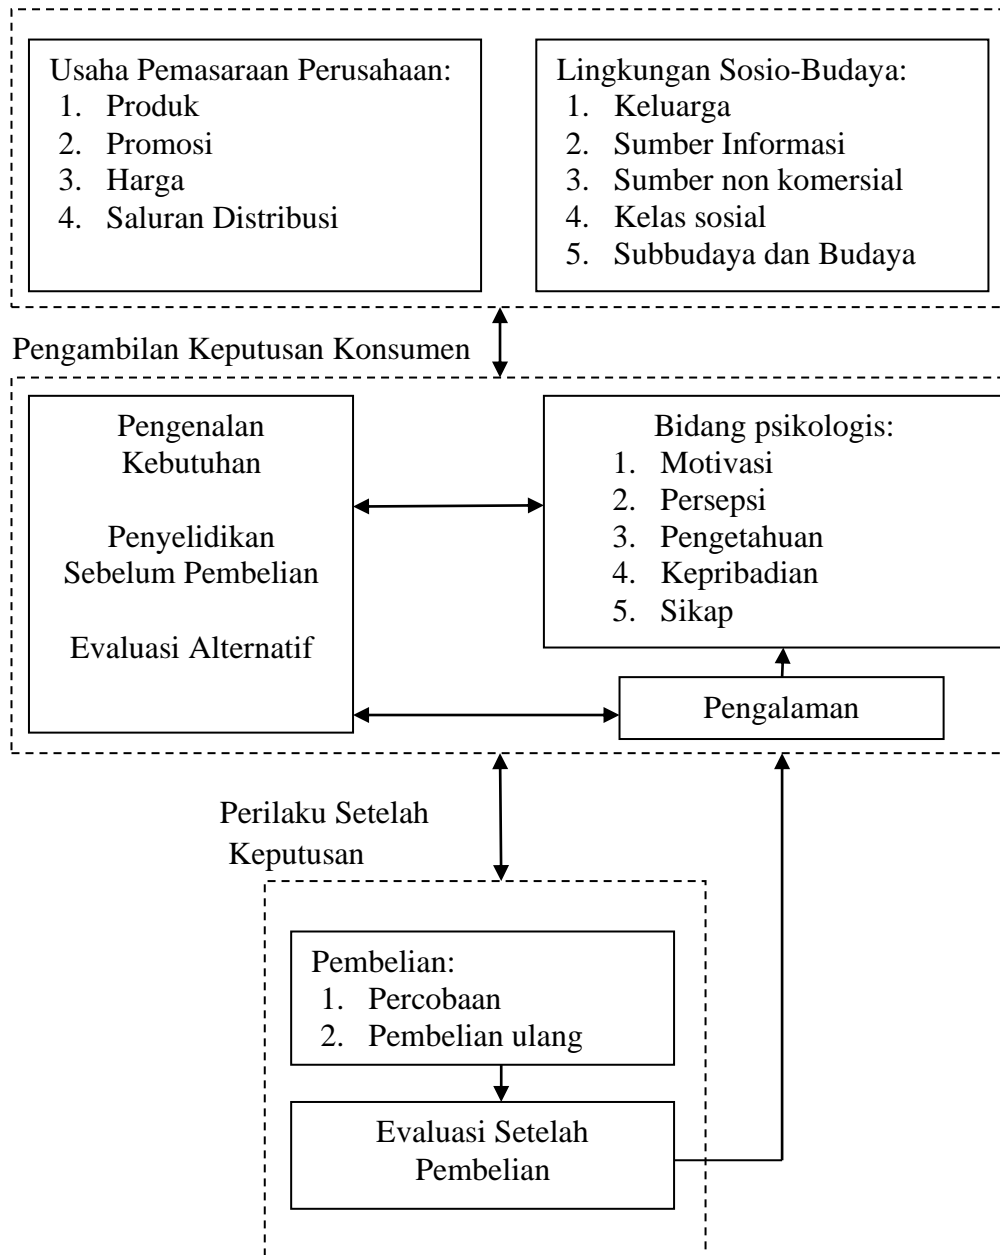 Usaha Pemasaraan Perusahaan:
1. Produk
2. Promosi
3. Harga
4. Saluran Distribusi
Lingkungan Sosio-Budaya:
1. Keluarga
2. Sumber Informasi
3. Sumber non komersial
4. Kelas sosial
5. Subbudaya dan Budaya
Pengambilan Keputusan Konsumen
Pengenalan
Kebutuhan
Penyelidikan
Sebelum Pembelian
Evaluasi Alternatif
Bidang psikologis:
1. Motivasi
2. Persepsi
3. Pengetahuan
4. Kepribadian
5. Sikap
Pengalaman
Perilaku Setelah
Keputusan
Pembelian:
1. Percobaan
2. Pembelian ulang
Evaluasi Setelah
Pembelian